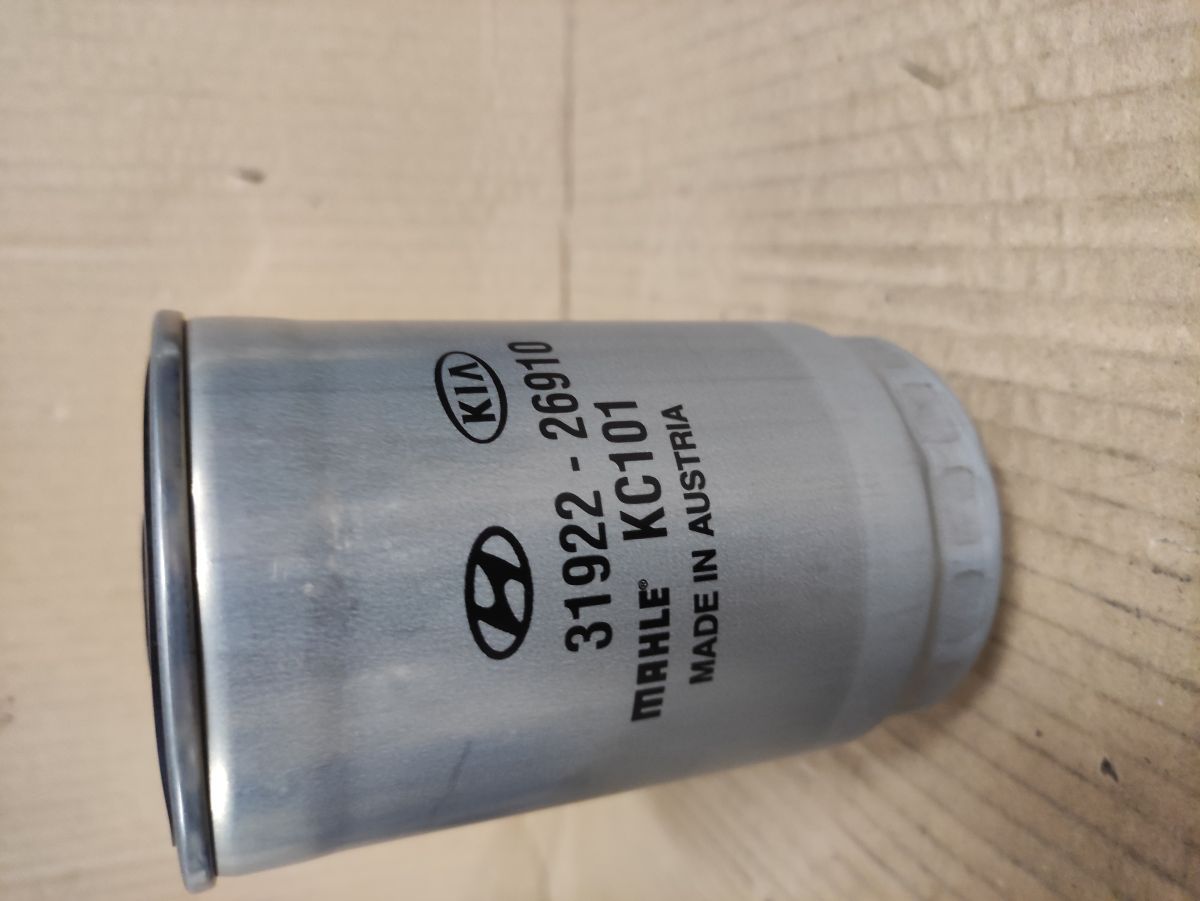 KIA
31922 - 26910
MAHLE® KC101
MADE IN AUSTRIA